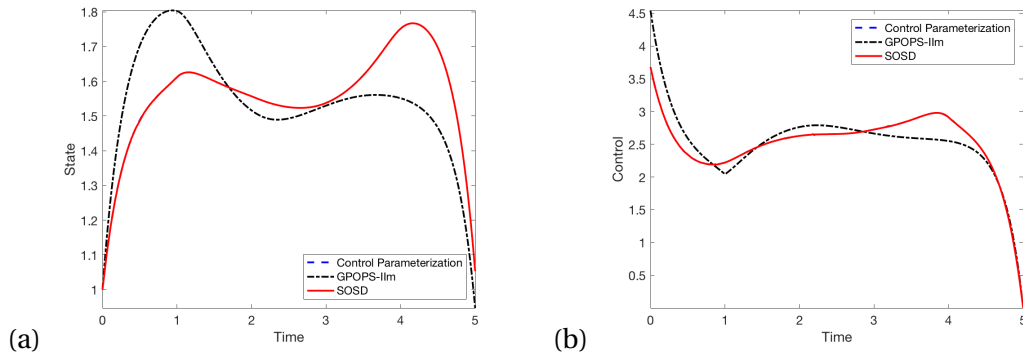 1.8
1.7
1.6
1.5
1.4
1.3
1.2
1.1
1
State
0 1 2 3 4 5
Time
Control Parameterization
GPOPS-IIm
SOSD
(a)
4.5
4
3.5
3
2.5
2
1.5
1
0.5
Control
0 1 2 3 4 5
Time
Control Parameterization
GPOPS-IIm
SOSD
(b)